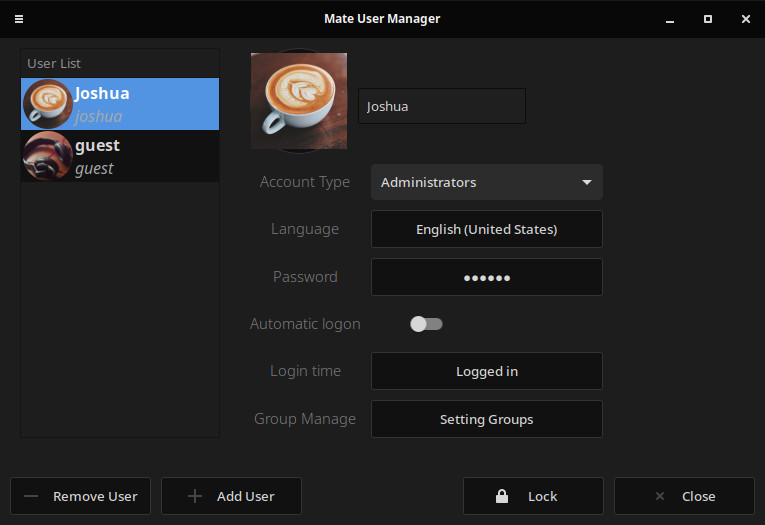 Mate User Manager
User List
Joshua
joshua
guest
guest
Joshua
Account Type
Administrators
Language
English (United States)
Password
●●●●●●
Automatic logon
Login time
Logged in
Group Manage
Setting Groups
Remove User
Add User
Lock
Close